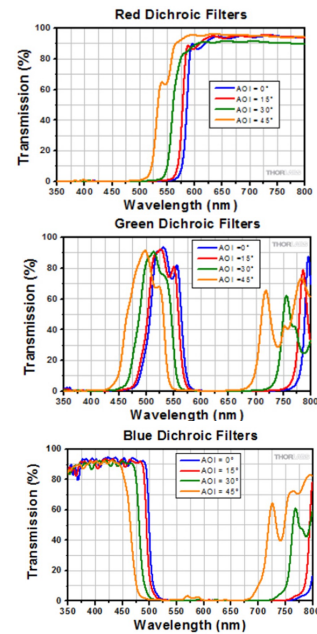 Red Dichroic Filters
Transmission (%)
100
80
60
40
20
0
AOI = 0°
AOI = 15°
AOI =30°
AOI = 45°
THORLABS
350 400 450 500 550 600 650 700 750 800
Wavelength (nm)
Green Dichroic Filters
Transmission (%)
100
80
60
40
20
0
AOI =0°
AOI =15°
AOI =30°
AOI =45°
THORLABS
350 400 450 500 550 600 650 700 750 800
Wavelength (nm)
Blue Dichroic Filters
Transmission (%)
100
80
60
40
20
0
AOI = 0°
AOI = 15°
AOI = 30°
AOI = 45°
THORLABS
350 400 450 500 550 600 650 700 750 800
Wavelength (nm)